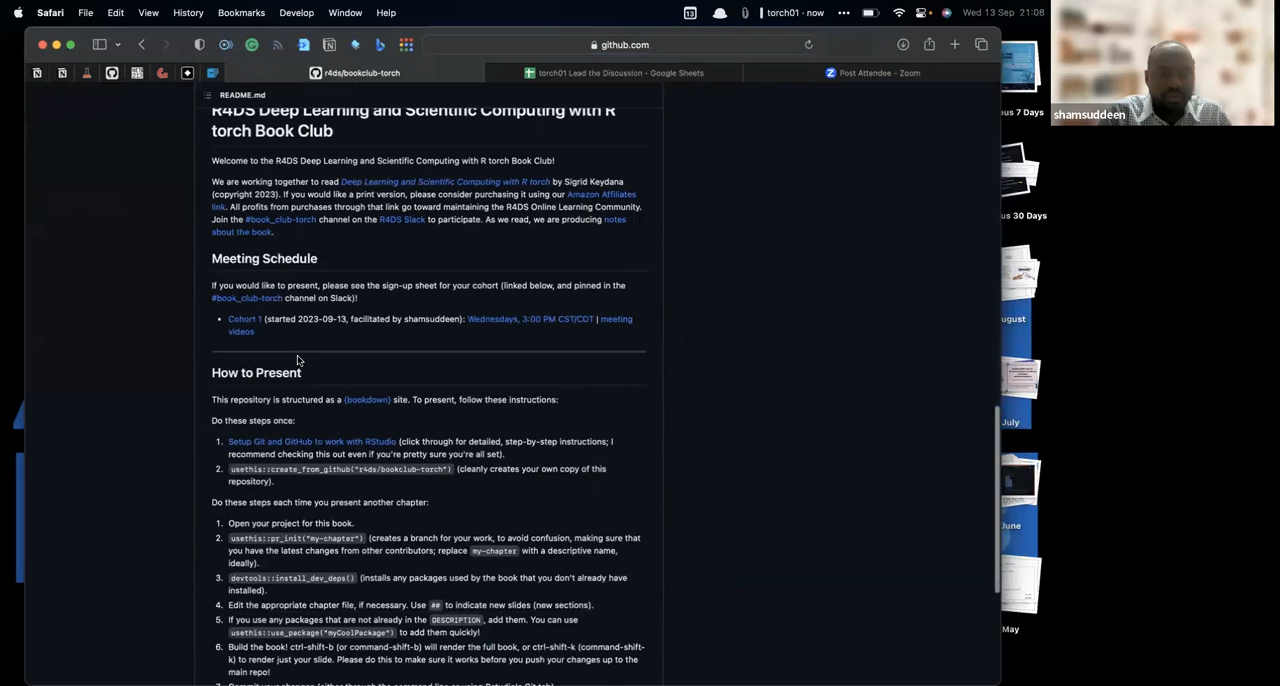 Safari File Edit View History Bookmarks Develop Window Help
13 torch01 · now ••• Wed 13 Sep 21:08
github.com
r4ds/bookclub-torch
torch01 Lead the Discussion - Google Sheets
Post Attendee - Zoom
shamsuddeen
ous 7 Days
ous 30 Days
ugust
July
June
May
README.md
R4DS Deep Learning and Scientific Computing with R
torch Book Club
Welcome to the R4DS Deep Learning and Scientific Computing with R torch Book Club!
We are working together to read Deep Learning and Scientific Computing with R torch by Sigrid Keydana
(copyright 2023). If you would like a print version, please consider purchasing it using our Amazon Affiliates
link. All profits from purchases through that link go toward maintaining the R4DS Online Learning Community.
Join the #book_club-torch channel on the R4DS Slack to participate. As we read, we are producing notes
about the book.
Meeting Schedule
If you would like to present, please see the sign-up sheet for your cohort (linked below, and pinned in the
#book_club-torch channel on Slack)!
• Cohort 1 (started 2023-09-13, facilitated by shamsuddeen): Wednesdays, 3:00 PM CST/CDT | meeting
videos
How to Present
This repository is structured as a {bookdown} site. To present, follow these instructions:
Do these steps once:
1. Setup Git and GitHub to work with RStudio (click through for detailed, step-by-step instructions; I
recommend checking this out even if you're pretty sure you're all set).
2. usethis::create_from_github("r4ds/bookclub-torch") (cleanly creates your own copy of this
repository).
Do these steps each time you present another chapter:
1. Open your project for this book.
2. usethis::pr_init("my-chapter") (creates a branch for your work, to avoid confusion, making sure that
you have the latest changes from other contributors; replace my-chapter with a descriptive name,
ideally).
3. devtools::install_dev_deps() (installs any packages used by the book that you don't already have
installed).
4. Edit the appropriate chapter file, if necessary. Use ## to indicate new slides (new sections).
5. If you use any packages that are not already in the DESCRIPTION, add them. You can use
usethis::use_package("myCoolPackage") to add them quickly!
6. Build the book! ctrl-shift-b (or command-shift-b) will render the full book, or ctrl-shift-k (command-shift-
k) to render just your slide. Please do this to make sure it works before you push your changes up to the
main repo!
7. Commit your changes (either through the command line or using Rstudio's Git tab).